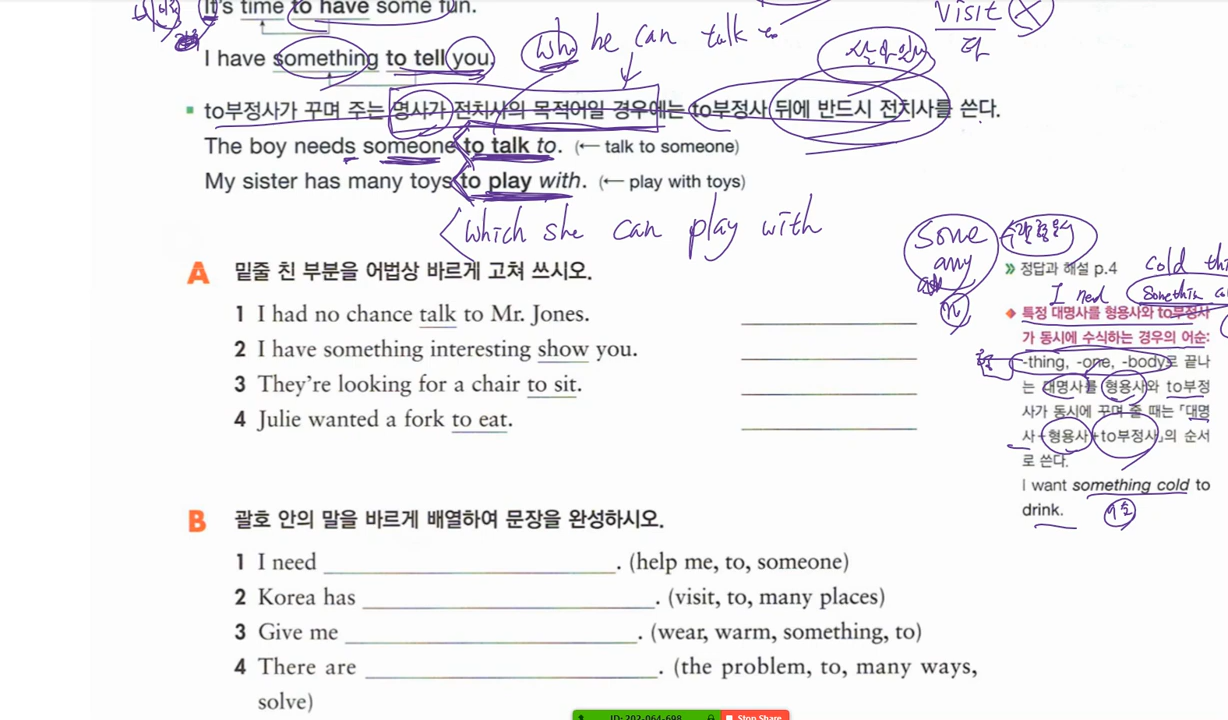 It's time to have some fun.
visit
I have something to tell you.
who he can talk to
to부정사가 꾸며 주는 명사가 전치사의 목적어일 경우에는 to부정사 뒤에 반드시 전치사를 쓴다.
The boy needs someone to talk to. (← talk to someone)
My sister has many toys to play with. (← play with toys)
which she can play with
some
any
A 밑줄 친 부분을 어법상 바르게 고쳐 쓰시오.
1 I had no chance talk to Mr. Jones.
2 I have something interesting show you.
3 They're looking for a chair to sit.
4 Julie wanted a fork to eat.
» 정답과 해설 p.4
cold
I need
특정 대명사를 형용사와 to부정사
가 동시에 수식하는 경우의 어순:
-thing, -one, -body로 끝나
는 대명사를 형용사와 to부정
사가 동시에 꾸며 줄 때는 「대명
사+형용사+to부정사」의 순서
로 쓴다.
I want something cold to
drink.
B 괄호 안의 말을 바르게 배열하여 문장을 완성하시오.
1 I need ____________. (help me, to, someone)
2 Korea has ____________. (visit, to, many places)
3 Give me ____________. (wear, warm, something, to)
4 There are ____________. (the problem, to, many ways,
solve)
ID: 202-064-698 Stop Share